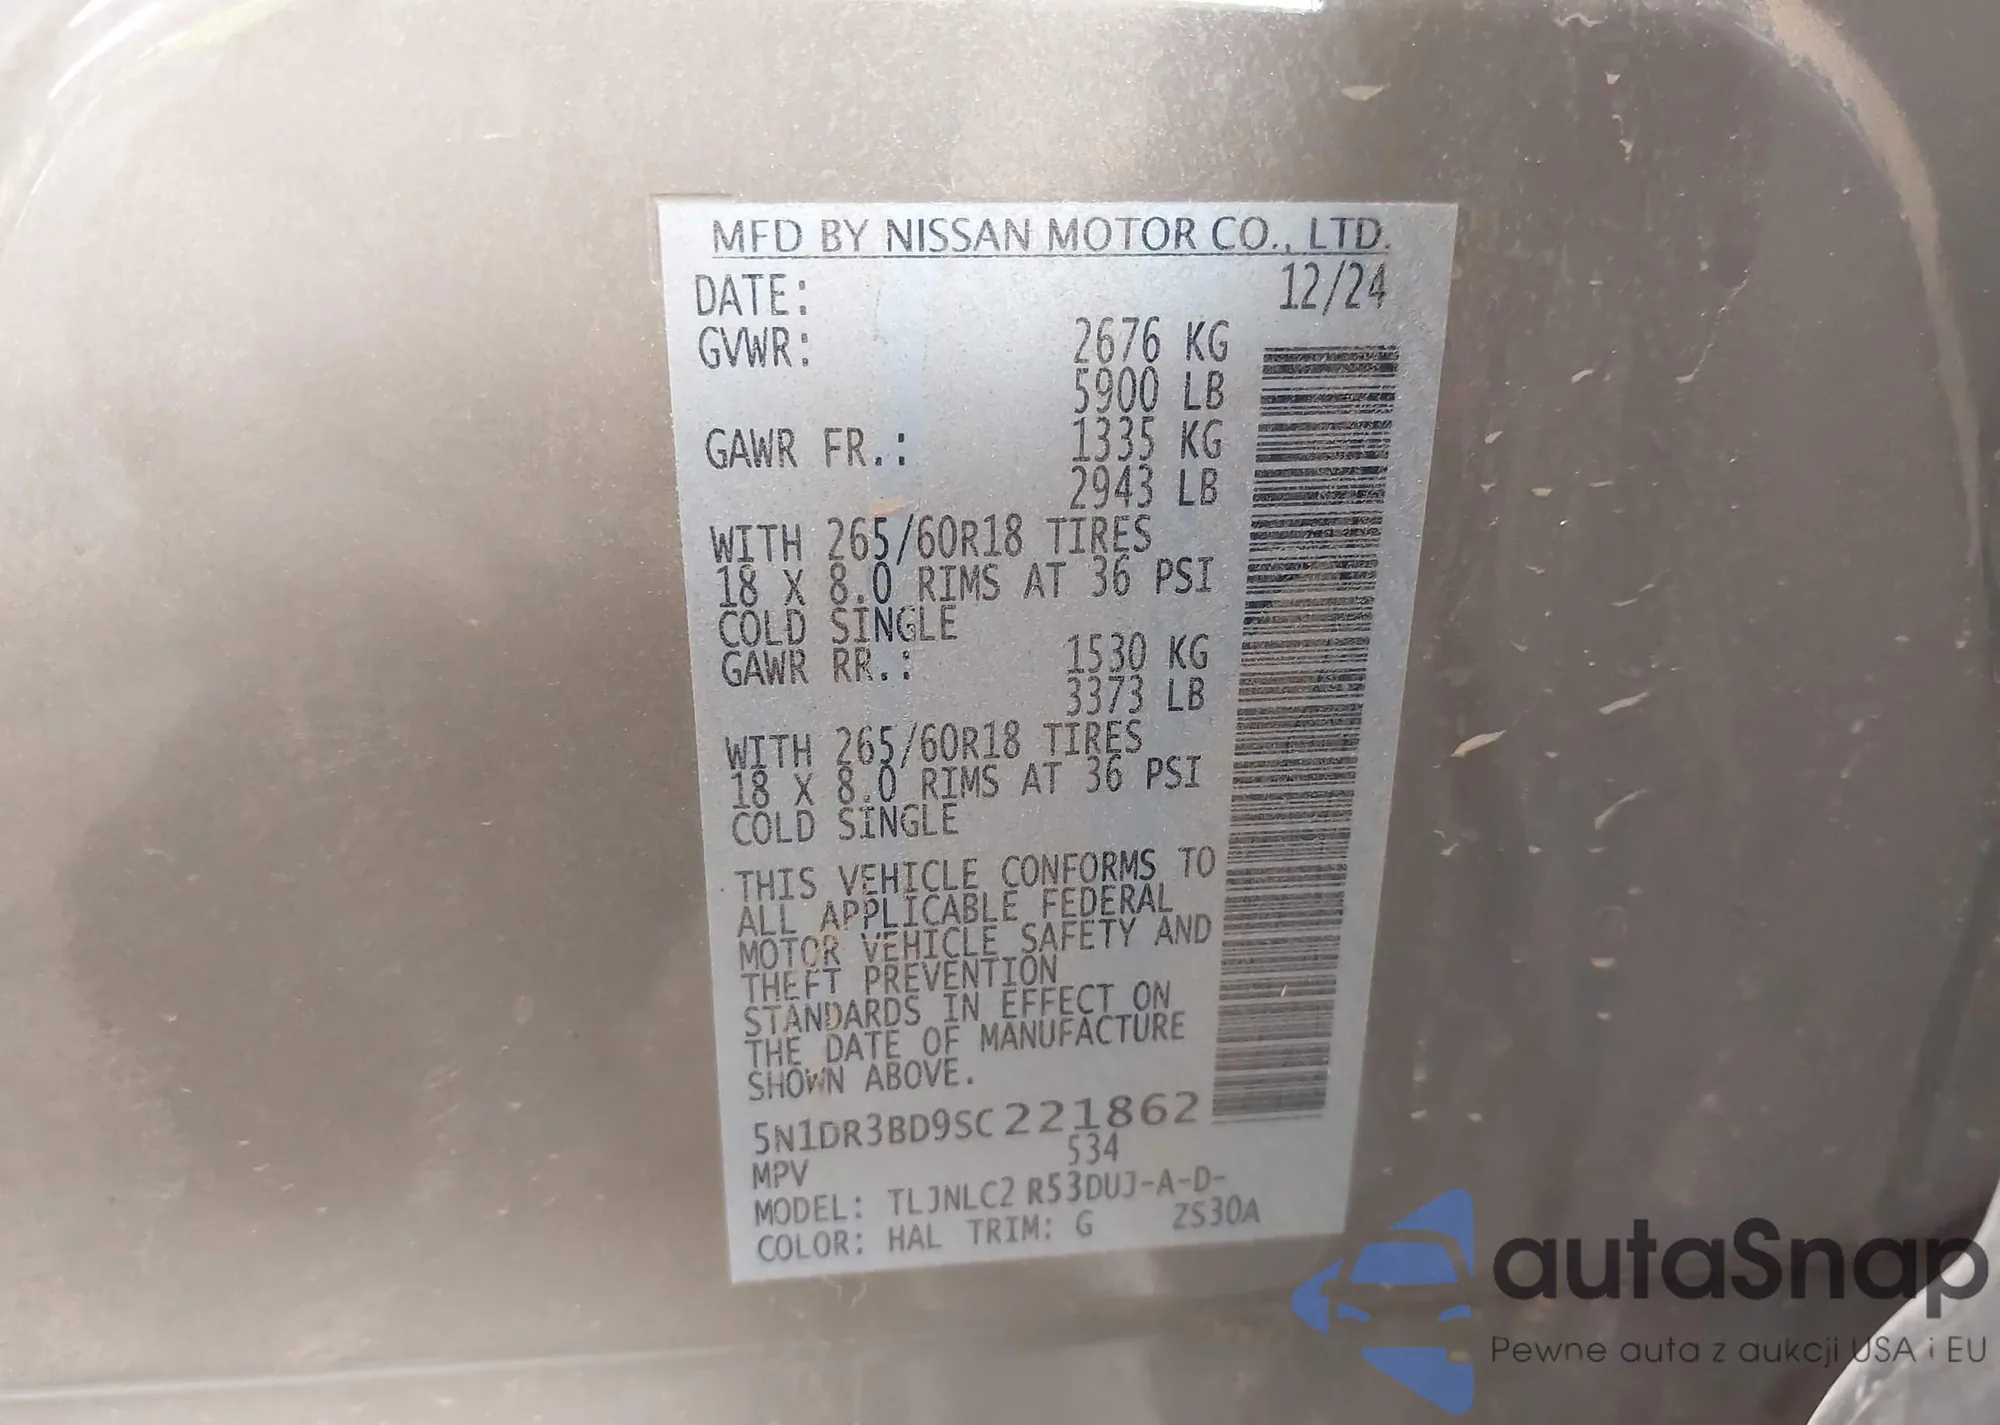 MFD BY NISSAN MOTOR CO., LTD.
DATE: 12/24
GVWR: 2676 KG
5900 LB
GAWR FR.: 1335 KG
2943 LB
WITH 265/60R18 TIRES
18 X 8.0 RIMS AT 36 PSI
COLD SINGLE
GAWR RR.: 1530 KG
3373 LB
WITH 265/60R18 TIRES
18 X 8.0 RIMS AT 36 PSI
COLD SINGLE
THIS VEHICLE CONFORMS TO
ALL APPLICABLE FEDERAL
MOTOR VEHICLE SAFETY AND
THEFT PREVENTION
STANDARDS IN EFFECT ON
THE DATE OF MANUFACTURE
SHOWN ABOVE.
5N1DR3BD9SC221862
MPV 534
MODEL: TLJNLC2 R53DUJ-A-D-
COLOR: HAL TRIM: G ZS30A
autaSnap
Pewne auta z aukcji USA i EU